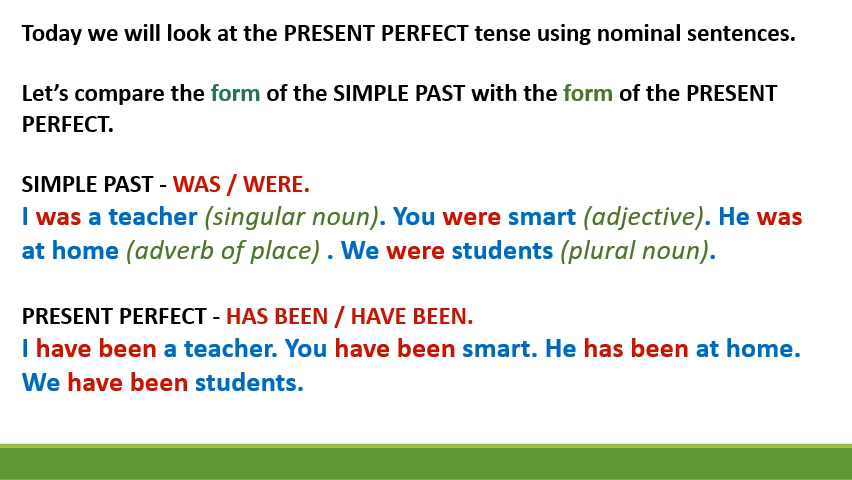 Today we will look at the PRESENT PERFECT tense using nominal sentences.
Let’s compare the form of the SIMPLE PAST with the form of the PRESENT
PERFECT.
SIMPLE PAST - WAS / WERE.
I was a teacher (singular noun). You were smart (adjective). He was
at home (adverb of place) . We were students (plural noun).
PRESENT PERFECT - HAS BEEN / HAVE BEEN.
I have been a teacher. You have been smart. He has been at home.
We have been students.